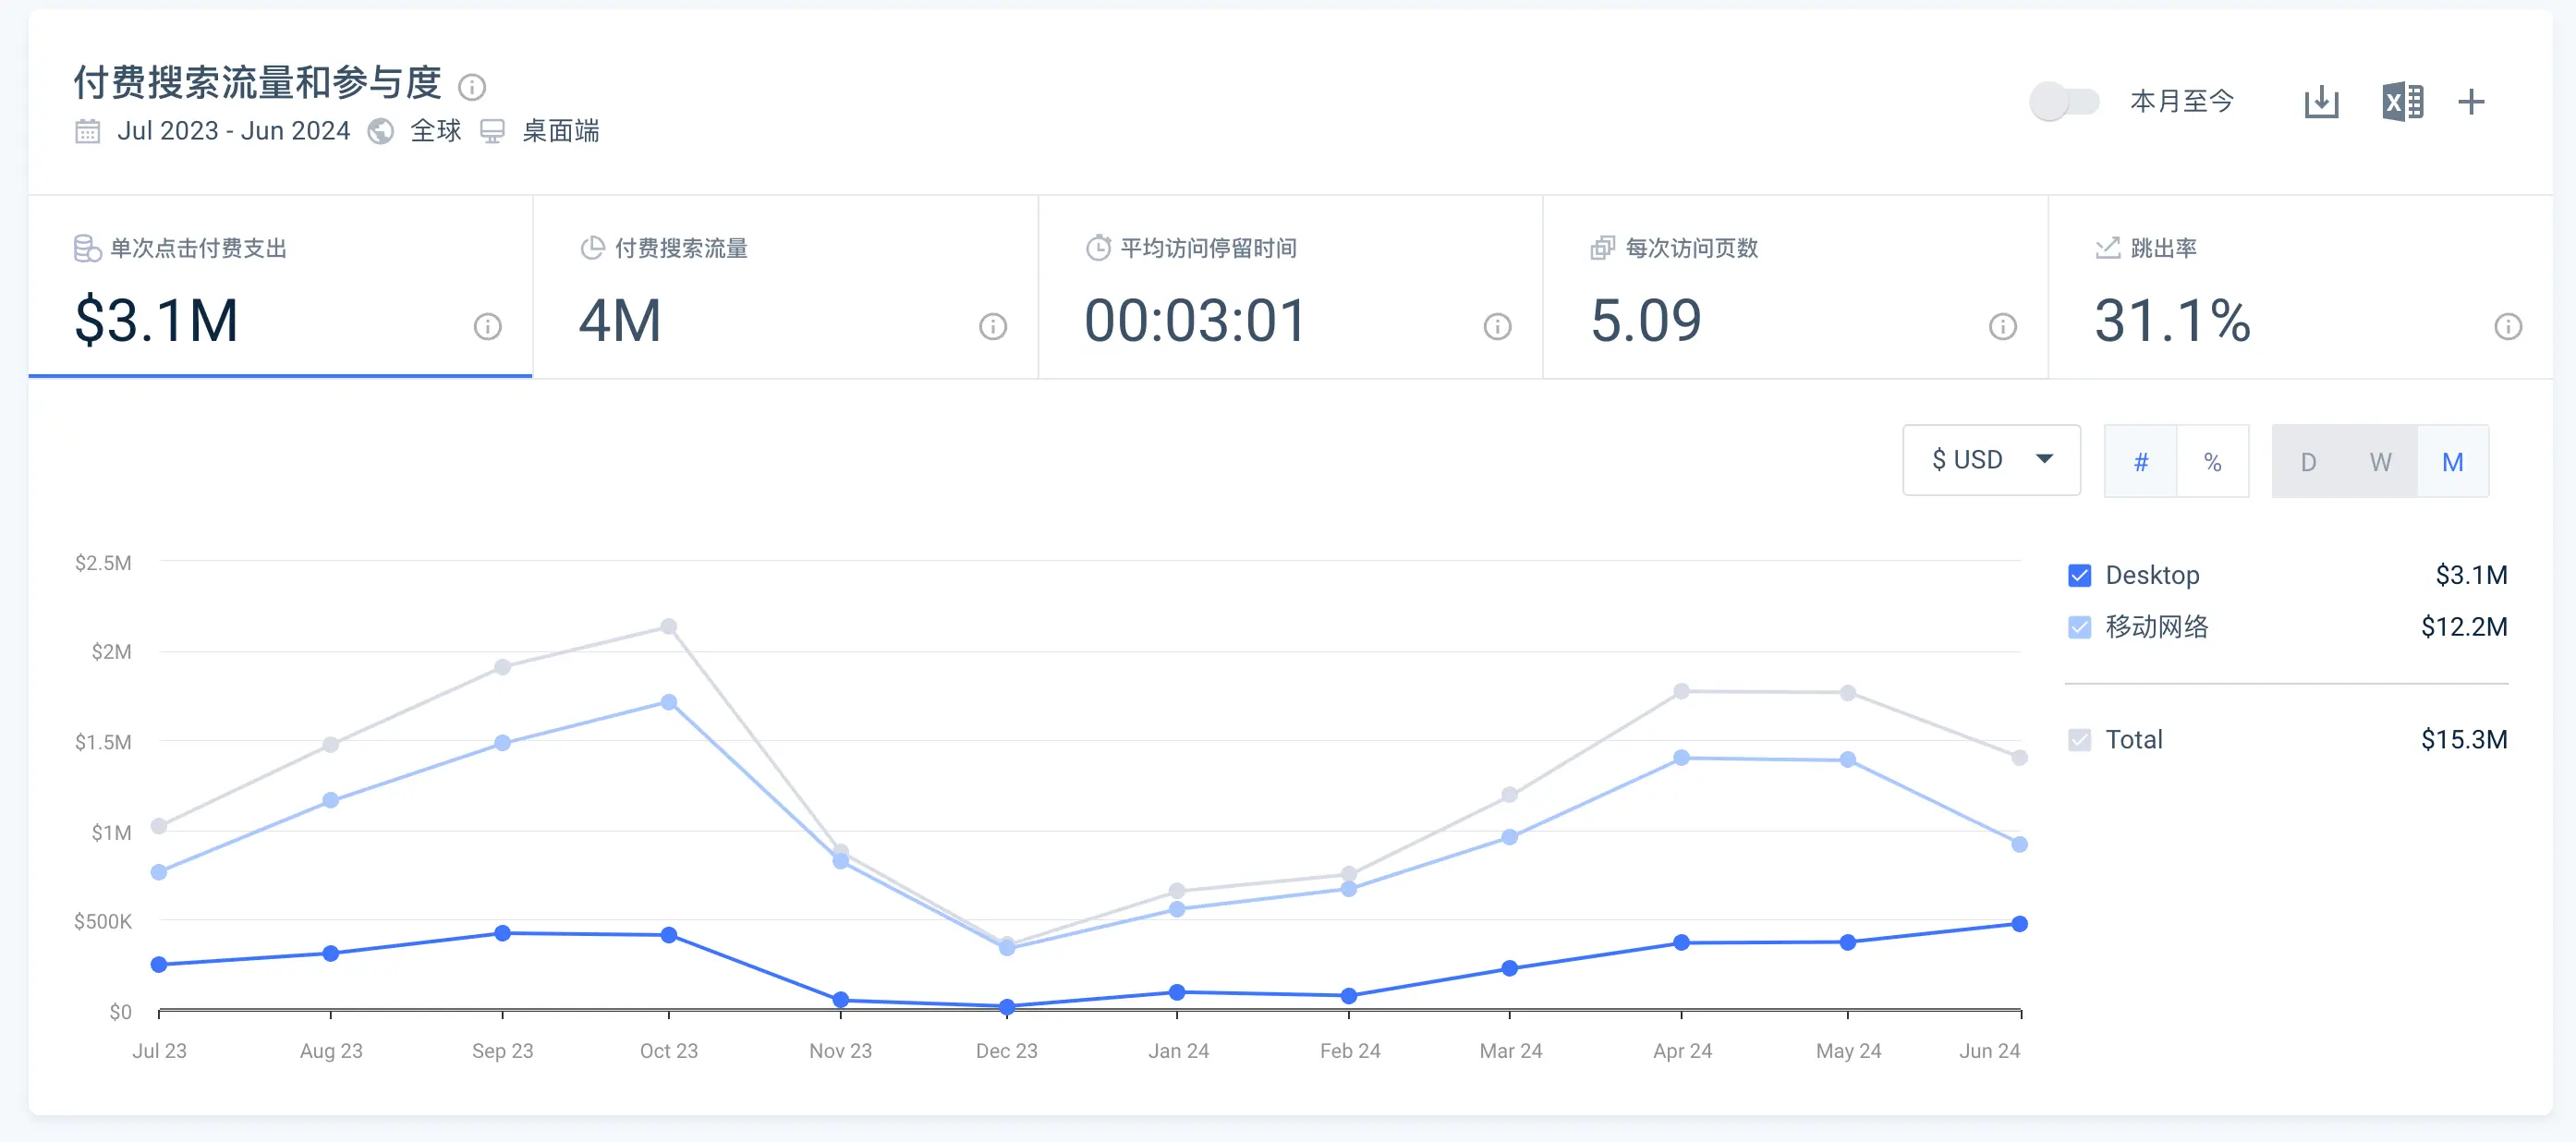 付费搜索流量和参与度
Jul 2023 - Jun 2024 全球 桌面端
本月至今
单次点击付费支出
$3.1M
付费搜索流量
4M
平均访问停留时间
00:03:01
每次访问页数
5.09
跳出率
31.1%
$ USD
# %
D W M
$2.5M
$2M
$1.5M
$1M
$500K
$0
Jul 23 Aug 23 Sep 23 Oct 23 Nov 23 Dec 23 Jan 24 Feb 24 Mar 24 Apr 24 May 24 Jun 24
Desktop $3.1M
移动网络 $12.2M
Total $15.3M